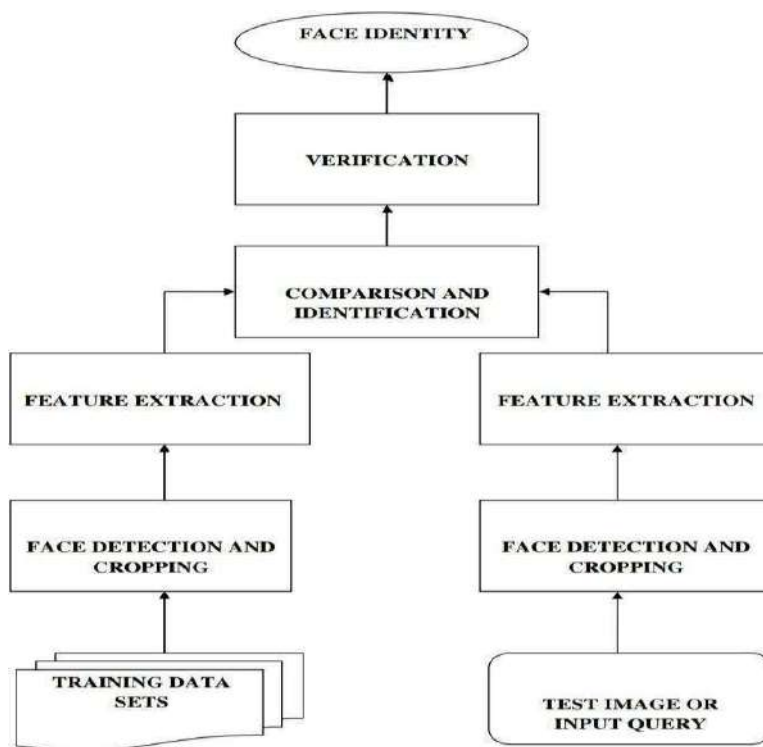 FACE IDENTITY
VERIFICATION
COMPARISON AND
IDENTIFICATION
FEATURE EXTRACTION
FEATURE EXTRACTION
FACE DETECTION AND
CROPPING
FACE DETECTION AND
CROPPING
TRAINING DATA
SETS
TEST IMAGE OR
INPUT QUERY